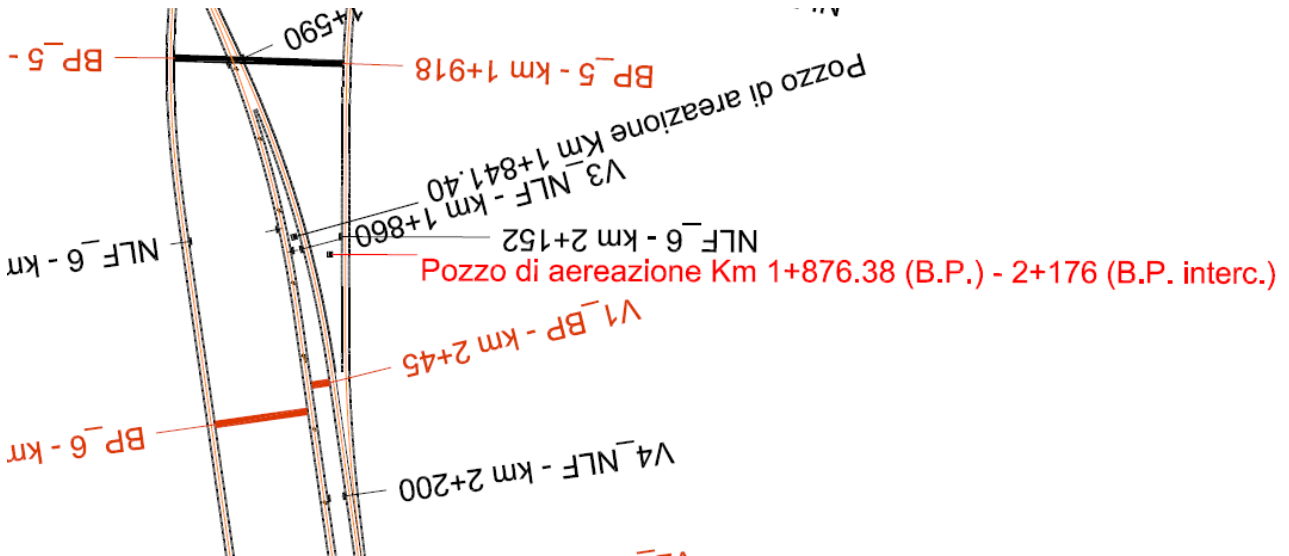 1+590
BP_5 -
BP_5 - km 1+918
Pozzo di areazione Km 1+841.40
V3_NLF - km 1+860
NLF_6 - km
NLF_6 - km 2+152
Pozzo di aereazione Km 1+876.38 (B.P.) - 2+176 (B.P. interc.)
V1_BP - km 2+45
BP_6 - km
V4_NLF - km 2+200